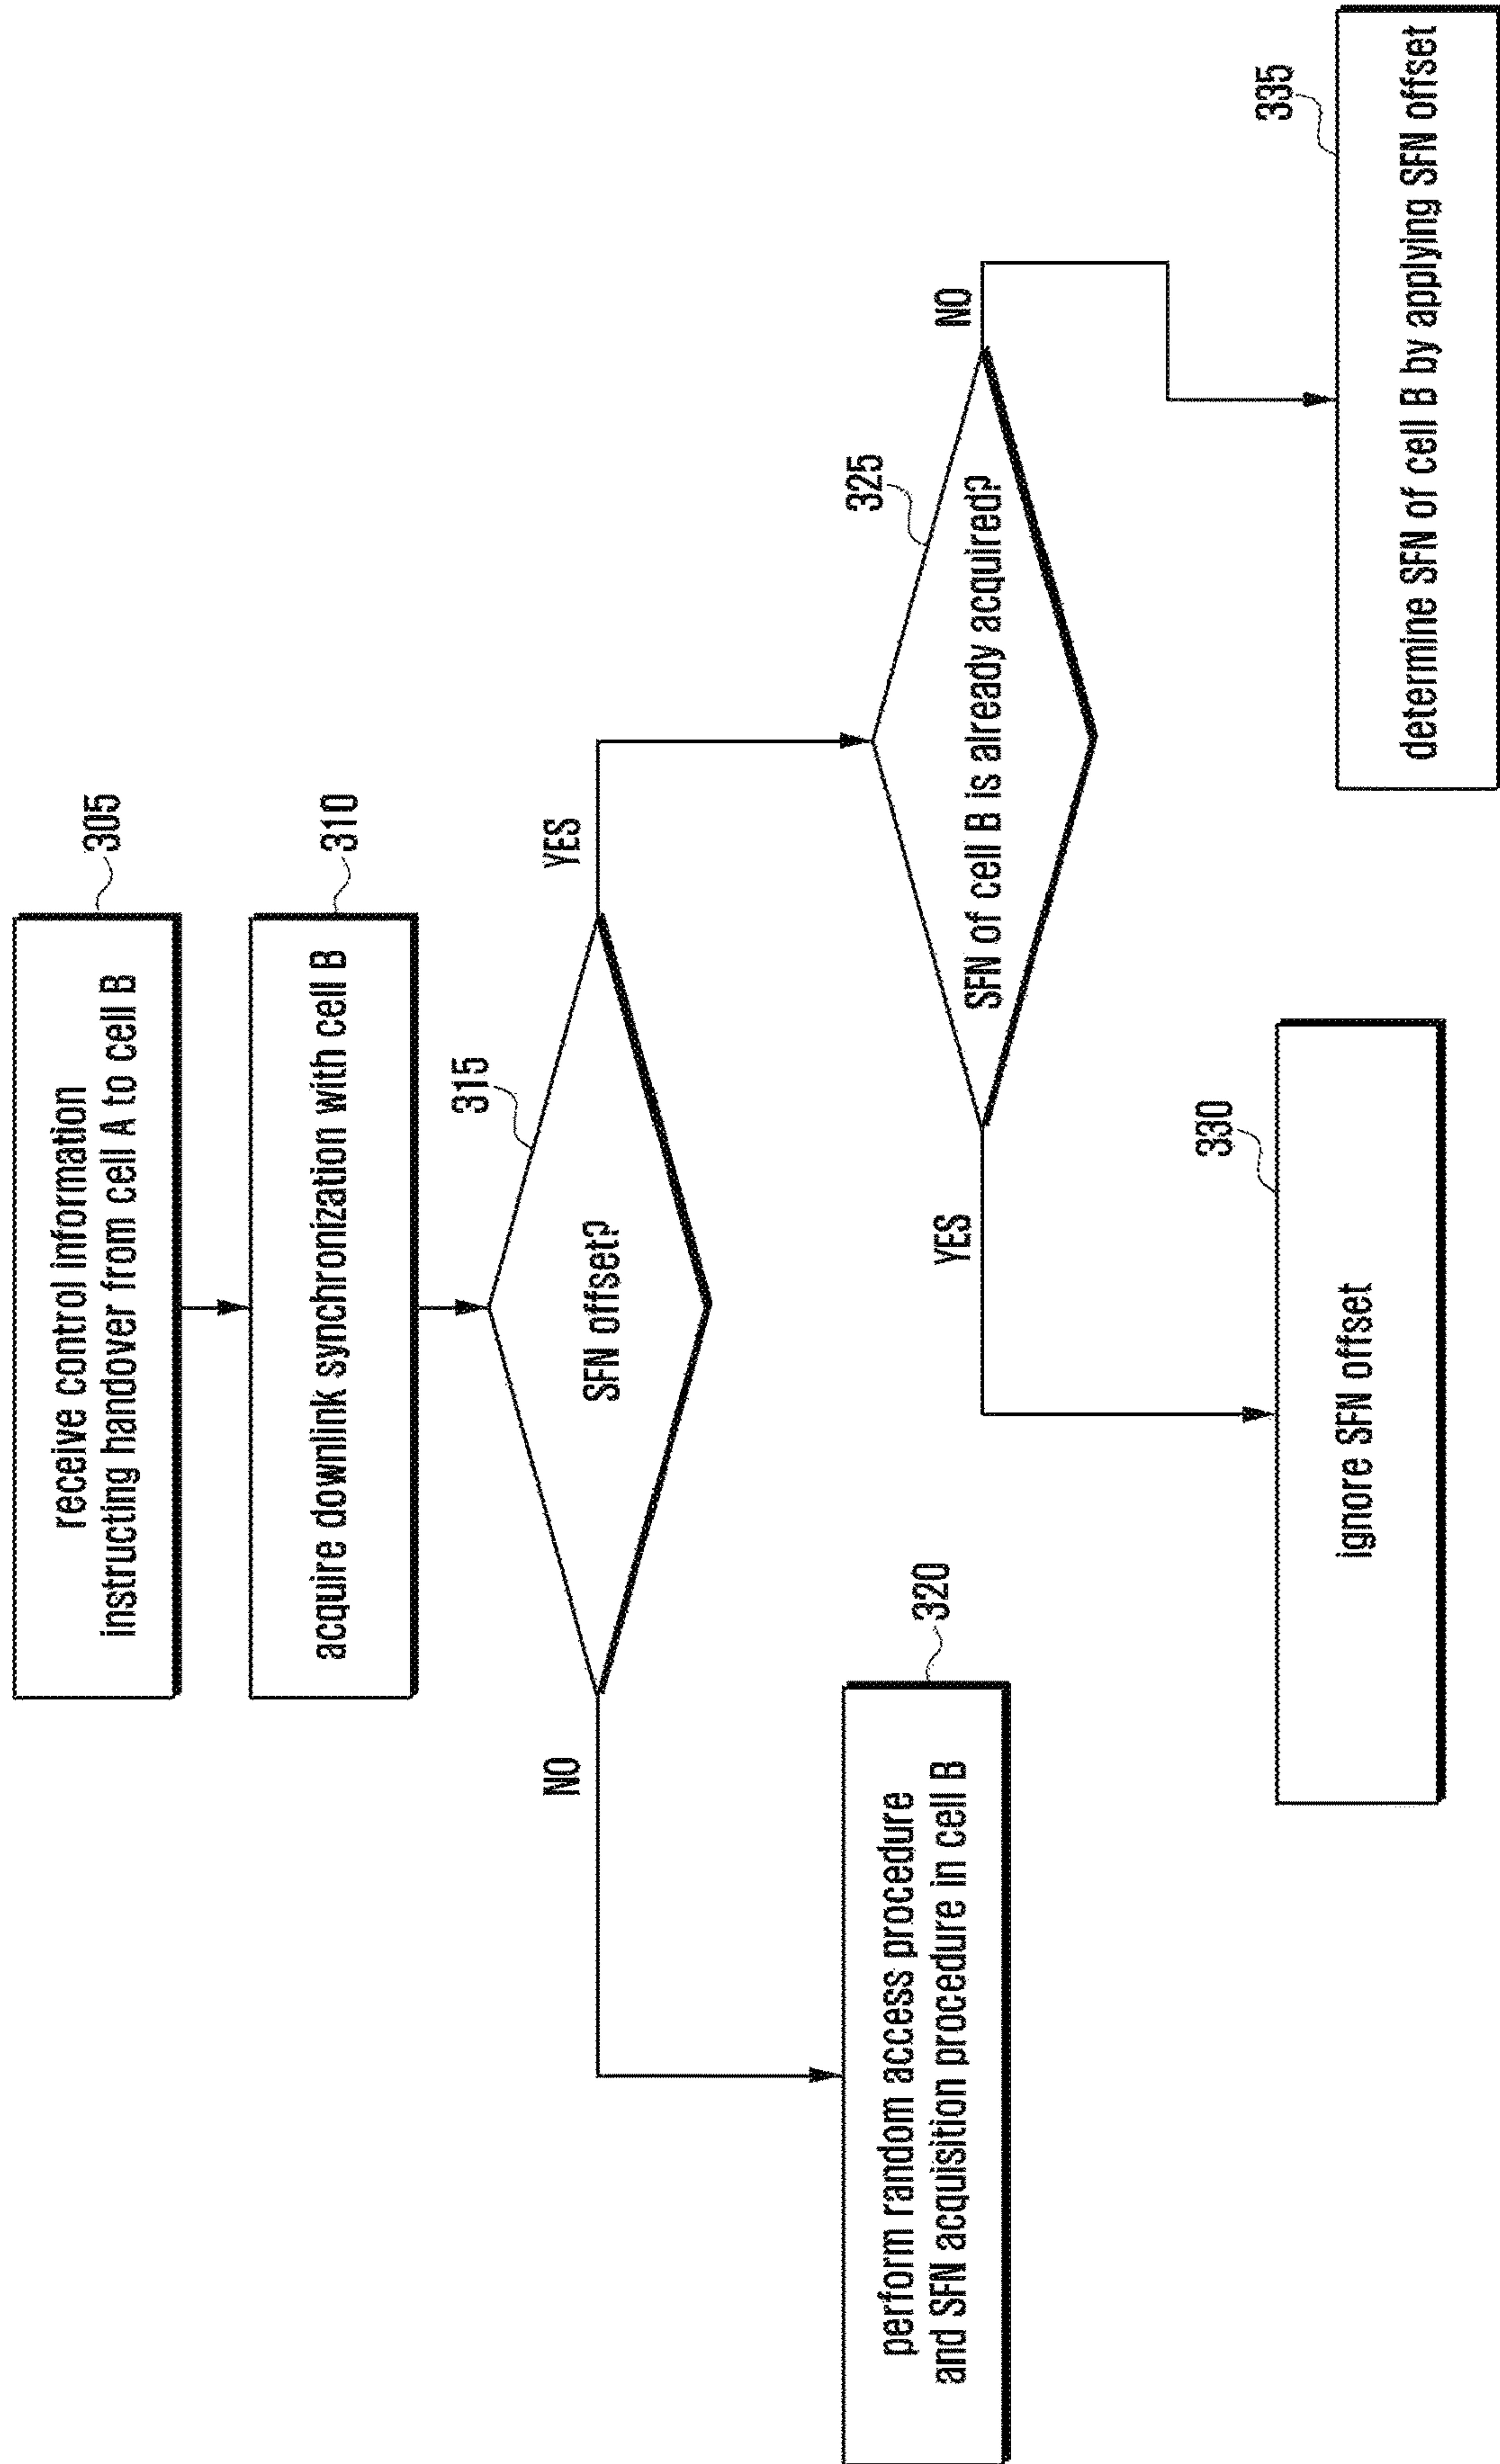 305
receive control information
instructing handover from cell A to cell B
310
acquire downlink synchronization with cell B
315
SFN offset?
NO
YES
320
perform random access procedure
and SFN acquisition procedure in cell B
325
SFN of cell B is already acquired?
YES
NO
330
ignore SFN offset
335
determine SFN of cell B by applying SFN offset